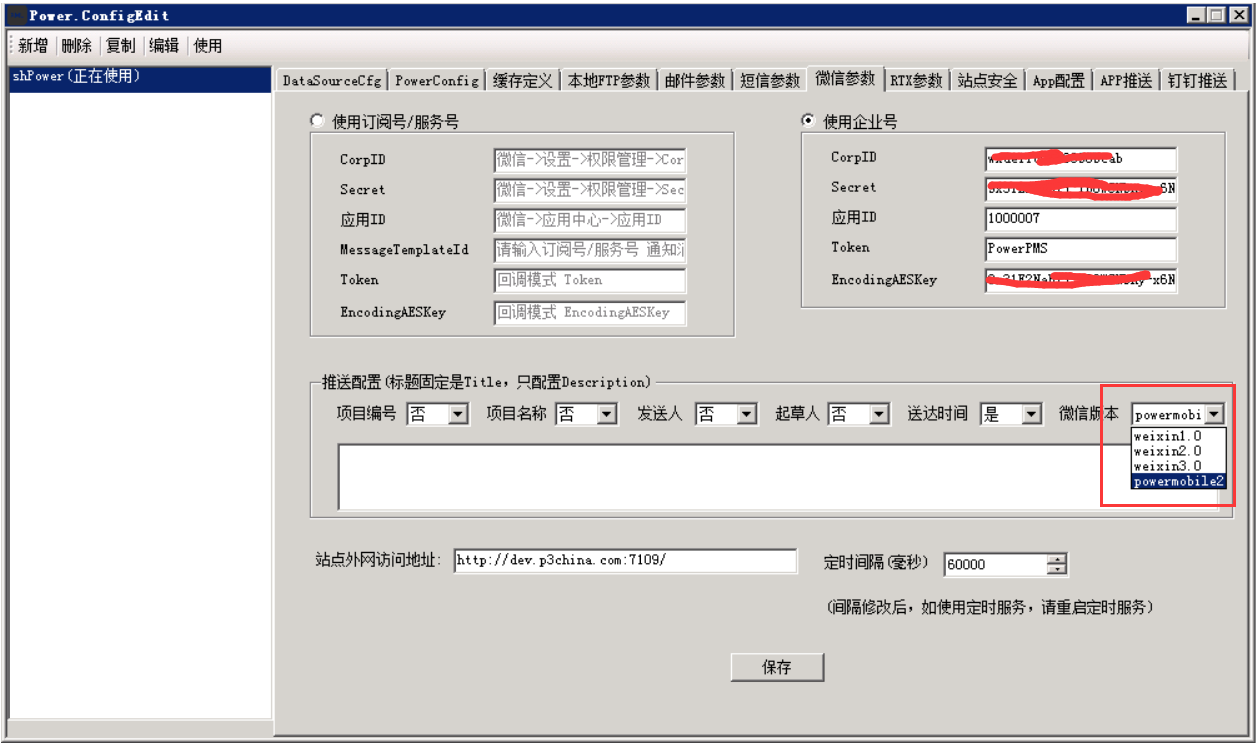 Power.ConfigEdit
新增 删除 复制 编辑 使用
shPower(正在使用)
DataSourceCfg PowerConfig 缓存定义 本地FTP参数 邮件参数 短信参数 微信参数 RTX参数 站点安全 App配置 APP推送 钉钉推送
使用订阅号/服务号
CorpID 微信->设置->权限管理->Cor
Secret 微信->设置->权限管理->Sec
应用ID 微信->应用中心->应用ID
MessageTemplateId 请输入订阅号/服务号 通知
Token 回调模式 Token
EncodingAESKey 回调模式 EncodingAESKey
使用企业号
CorpID
Secret
应用ID 1000007
Token PowerPMS
EncodingAESKey
推送配置(标题固定是Title，只配置Description)
项目编号 否 项目名称 否 发送人 否 起草人 否 送达时间 是 微信版本 powermobi
weixin1.0
weixin2.0
weixin3.0
powermobile2
站点外网访问地址: http://dev.p3china.com:7109/ 定时间隔(毫秒) 60000
(间隔修改后，如使用定时服务，请重启定时服务)
保存